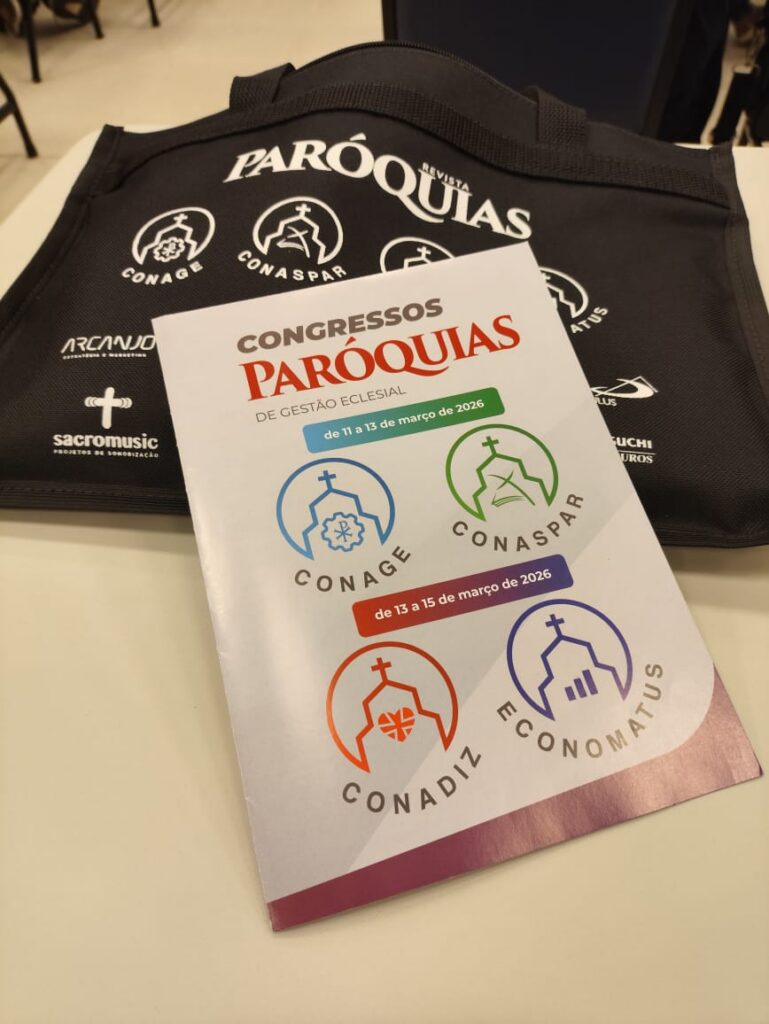 REVISTA
PARÓQUIAS
CONAGE
CONASPAR
ARCANJO
ESTRATÉGIA E MARKETING
sacromusic
PROJETOS DE SONORIZAÇÃO
CONGRESSOS
PARÓQUIAS
DE GESTÃO ECLESIAL
de 11 a 13 de março de 2026
CONAGE
CONASPAR
de 13 a 15 de março de 2026
CONADIZ
ECONOMATUS